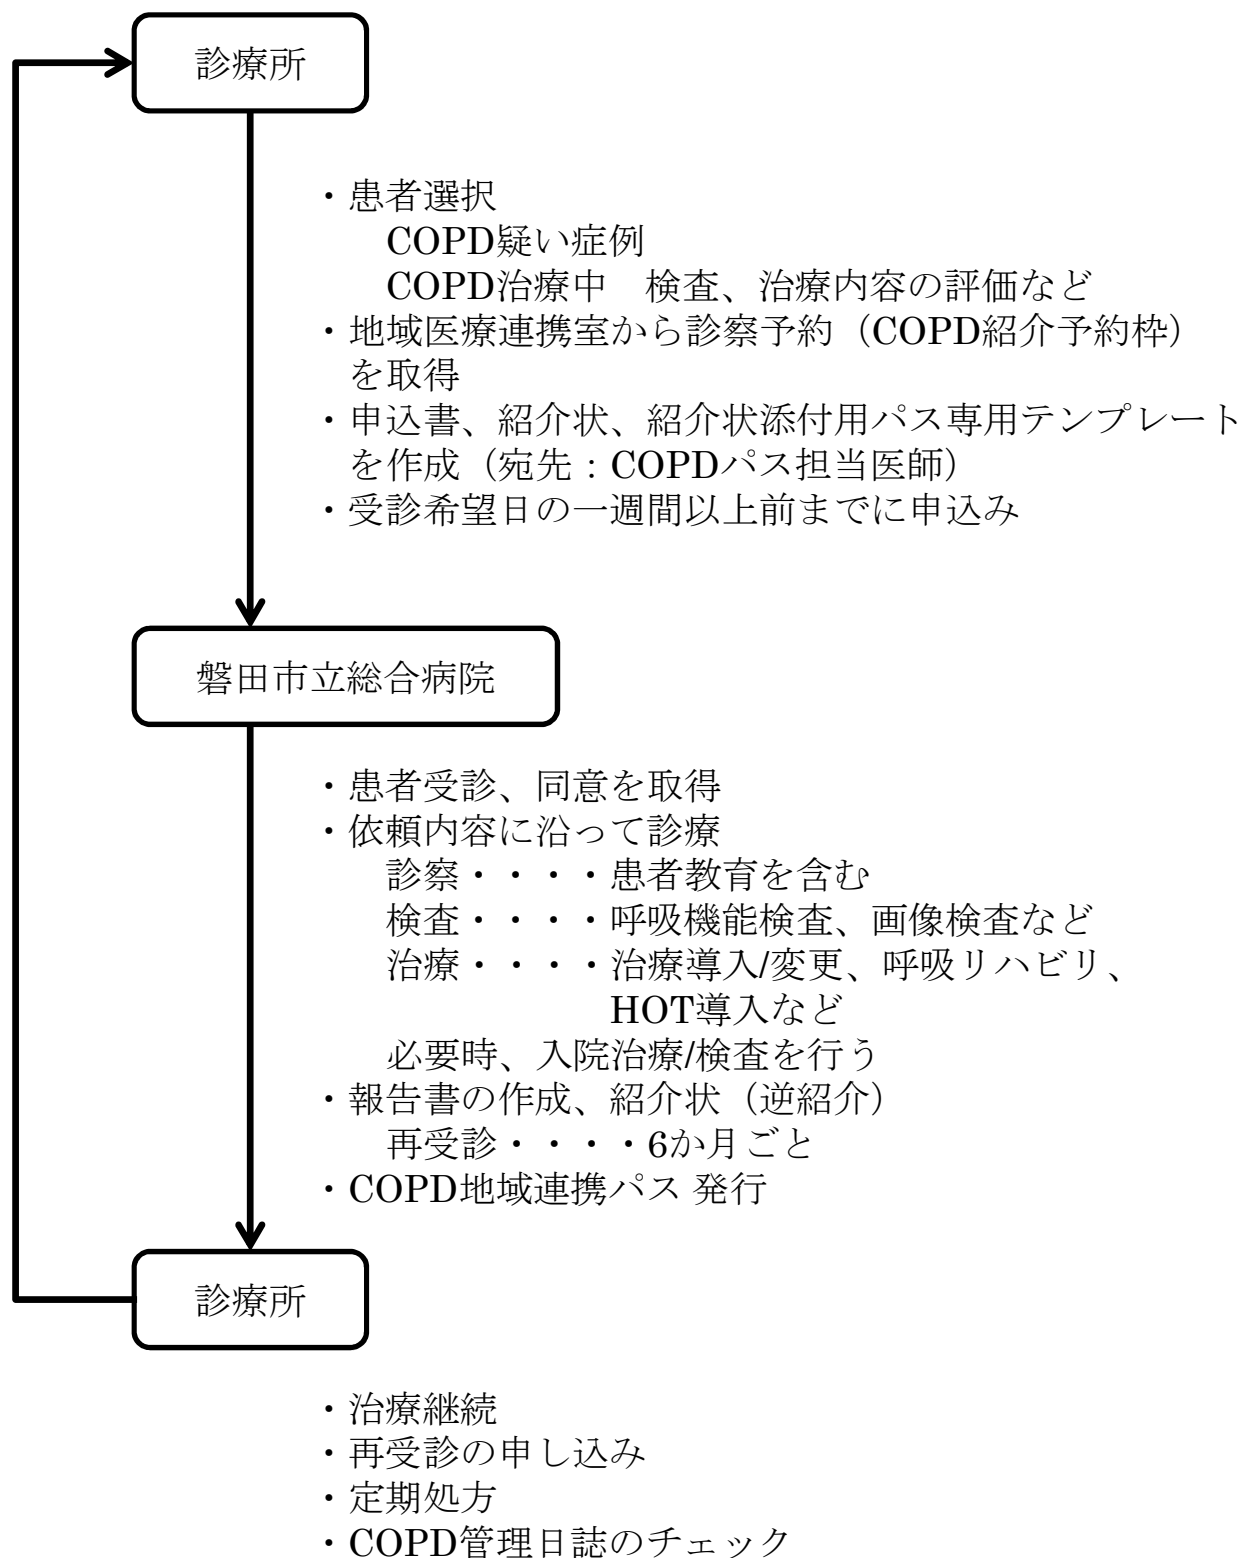 診療所
・患者選択
COPD疑い症例
COPD治療中　検査、治療内容の評価など
・地域医療連携室から診察予約（COPD紹介予約枠）
を取得
・申込書、紹介状、紹介状添付用パス専用テンプレート
を作成（宛先：COPDパス担当医師）
・受診希望日の一週間以上前までに申込み
磐田市立総合病院
・患者受診、同意を取得
・依頼内容に沿って診療
診察・・・・患者教育を含む
検査・・・・呼吸機能検査、画像検査など
治療・・・・治療導入/変更、呼吸リハビリ、
HOT導入など
必要時、入院治療/検査を行う
・報告書の作成、紹介状（逆紹介）
再受診・・・・6か月ごと
・COPD地域連携パス 発行
診療所
・治療継続
・再受診の申し込み
・定期処方
・COPD管理日誌のチェック